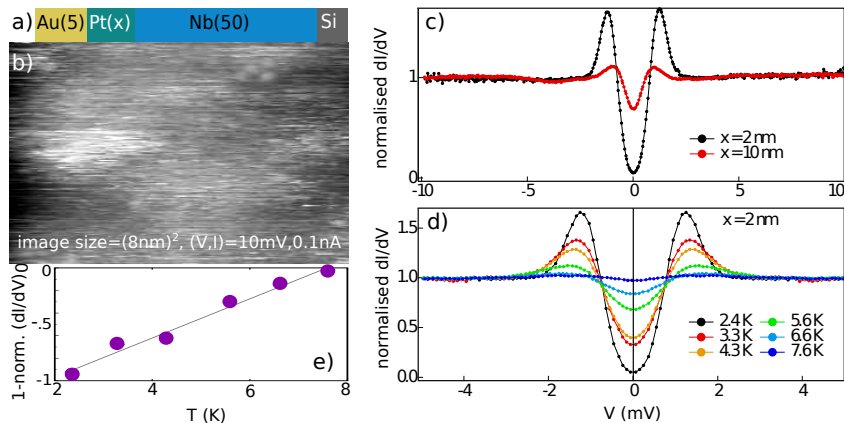 a) Au(5) Pt(x) Nb(50) Si
b)
image size=(8nm)², (V,I)=10mV,0.1nA
1-norm. (dI/dV)
0
-.5
-1
2 4 6 8
T (K)
e)
c)
normalised dI/dV
1
0
x=2nm
x=10nm
-10 -5 0 5 10
d)
x=2nm
normalised dI/dV
1.5
1.0
0.5
0.0
2.4K 5.6K
3.3K 6.6K
4.3K 7.6K
-4 -2 0 2 4
V (mV)